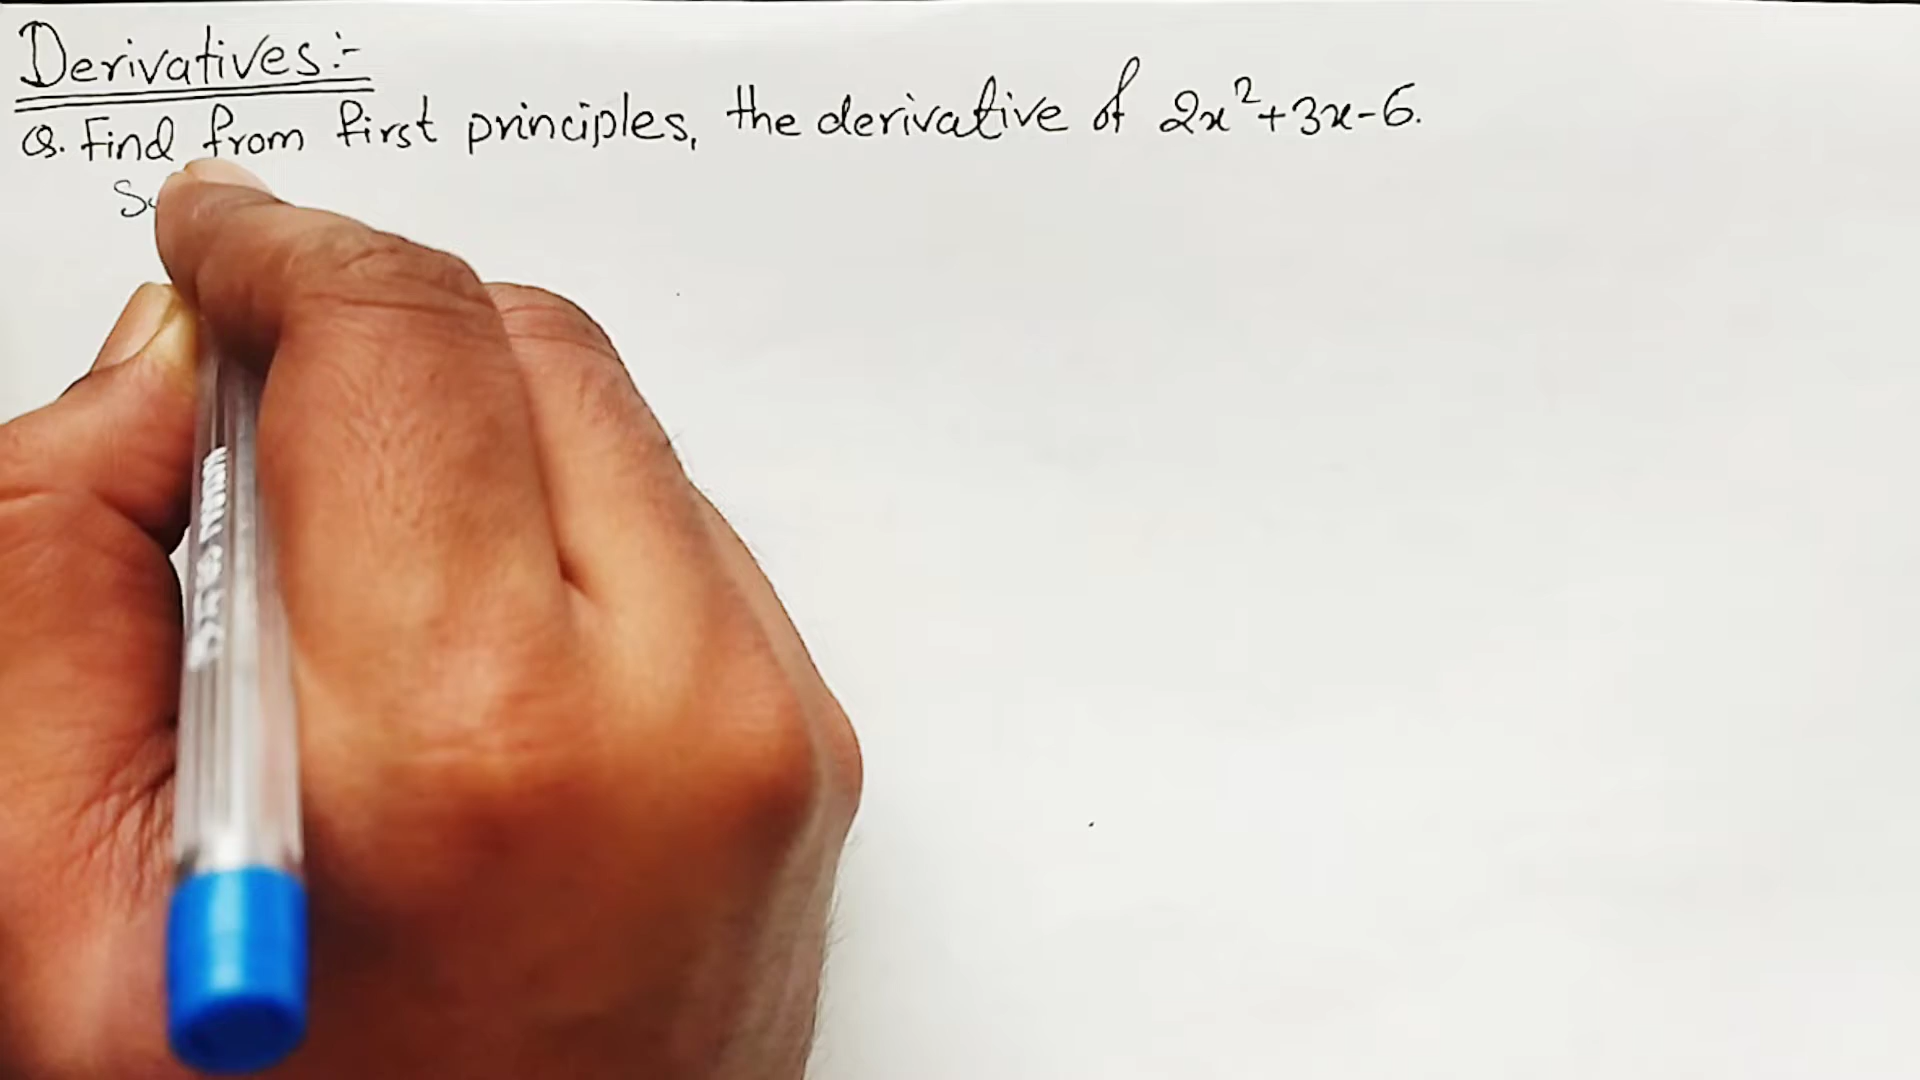 Derivatives:-
Q. Find from first principles, the derivative of 2x²+3x-6.